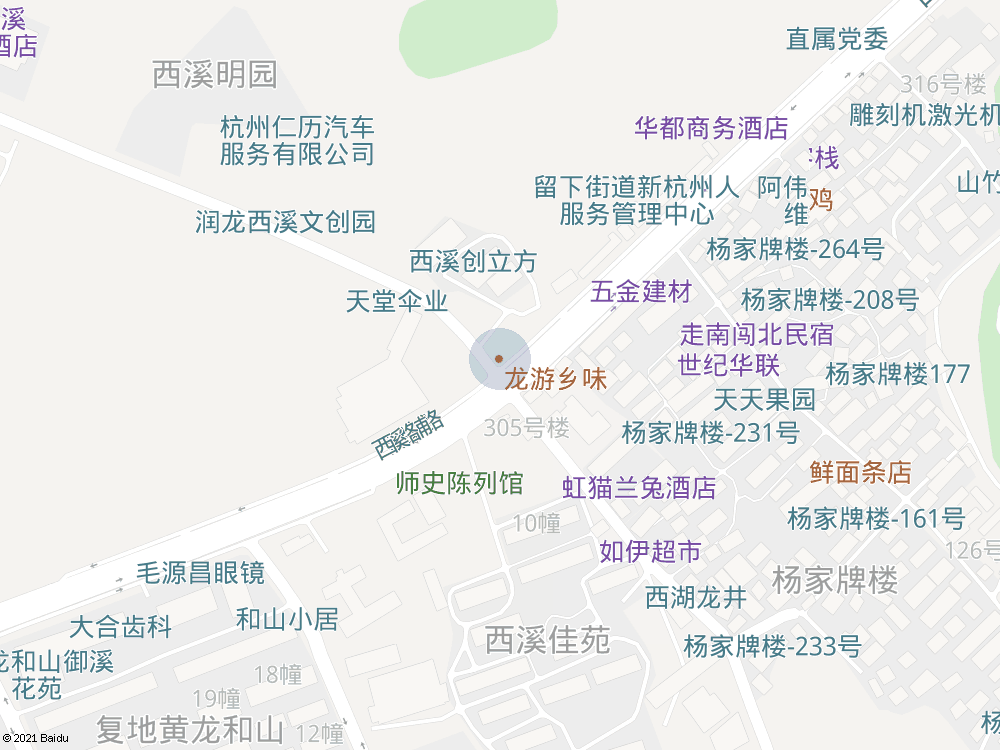 溪
酒店
直属党委
西溪明园
316号楼
雕刻机激光机
杭州仁历汽车
服务有限公司
华都商务酒店
栈
山竹
留下街道新杭州人
服务管理中心
阿伟
维
鸡
润龙西溪文创园
杨家牌楼-264号
西溪创立方
五金建材
天堂伞业
杨家牌楼-208号
走南闯北民宿
世纪华联
龙游乡味
杨家牌楼177
天天果园
西溪路辅路
305号楼
杨家牌楼-231号
鲜面条店
师史陈列馆
虹猫兰兔酒店
10幢
杨家牌楼-161号
如伊超市
126号
毛源昌眼镜
杨家牌楼
西湖龙井
大合齿科
和山小居
西溪佳苑
杨家牌楼-233号
龙和山御溪
花苑
18幢
19幢
复地黄龙和山
12幢
杨
© 2021 Baidu